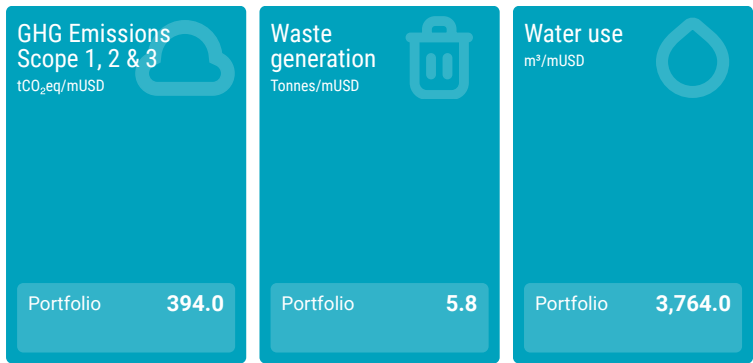 GHG Emissions
Scope 1, 2 & 3
tCO₂eq/mUSD
Portfolio 394.0
Waste
generation
Tonnes/mUSD
Portfolio 5.8
Water use
m³/mUSD
Portfolio 3,764.0